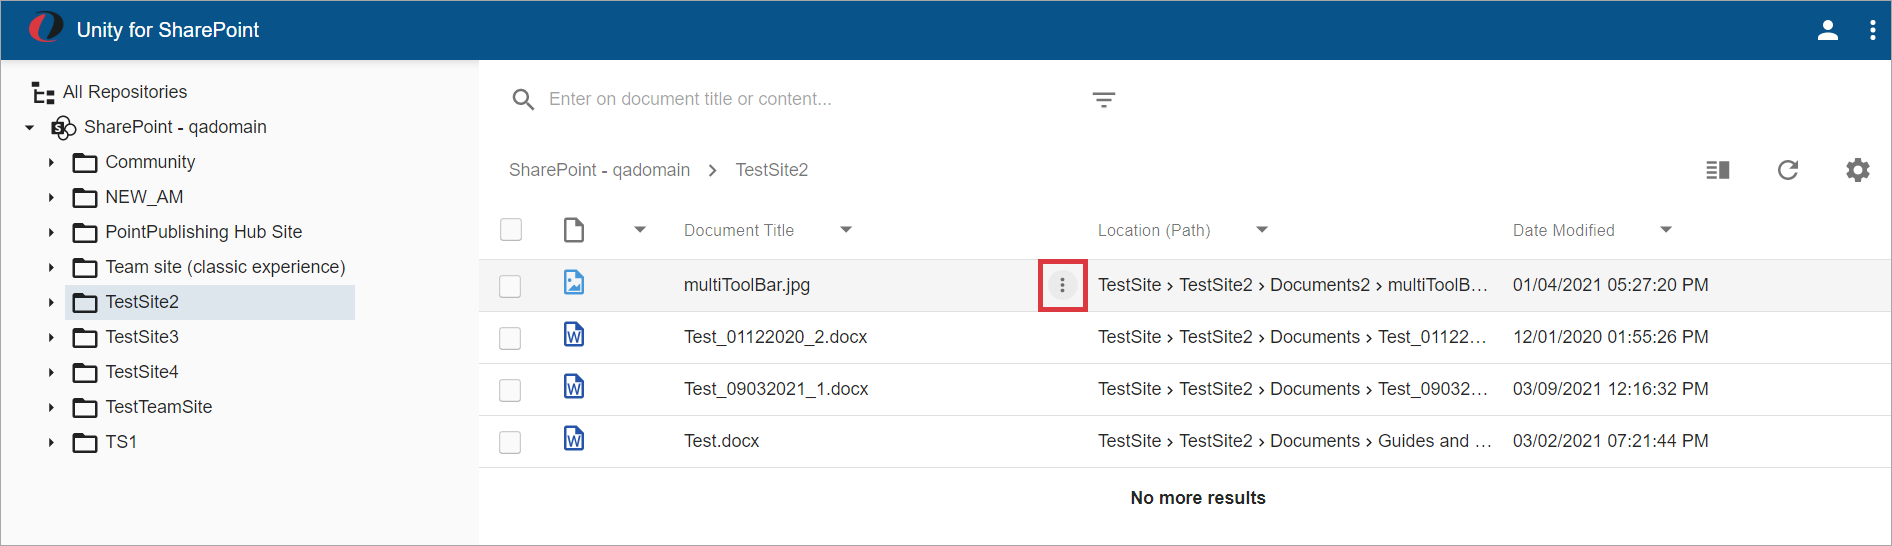 Unity for SharePoint
All Repositories
SharePoint - qadomain
Community
NEW_AM
PointPublishing Hub Site
Team site (classic experience)
TestSite2
TestSite3
TestSite4
TestTeamSite
TS1
Enter on document title or content...
SharePoint - qadomain > TestSite2
Document Title Location (Path) Date Modified
multiToolBar.jpg TestSite > TestSite2 > Documents2 > multiToolB... 01/04/2021 05:27:20 PM
Test_01122020_2.docx TestSite > TestSite2 > Documents > Test_01122... 12/01/2020 01:55:26 PM
Test_09032021_1.docx TestSite > TestSite2 > Documents > Test_09032... 03/09/2021 12:16:32 PM
Test.docx TestSite > TestSite2 > Documents > Guides and ... 03/02/2021 07:21:44 PM
No more results